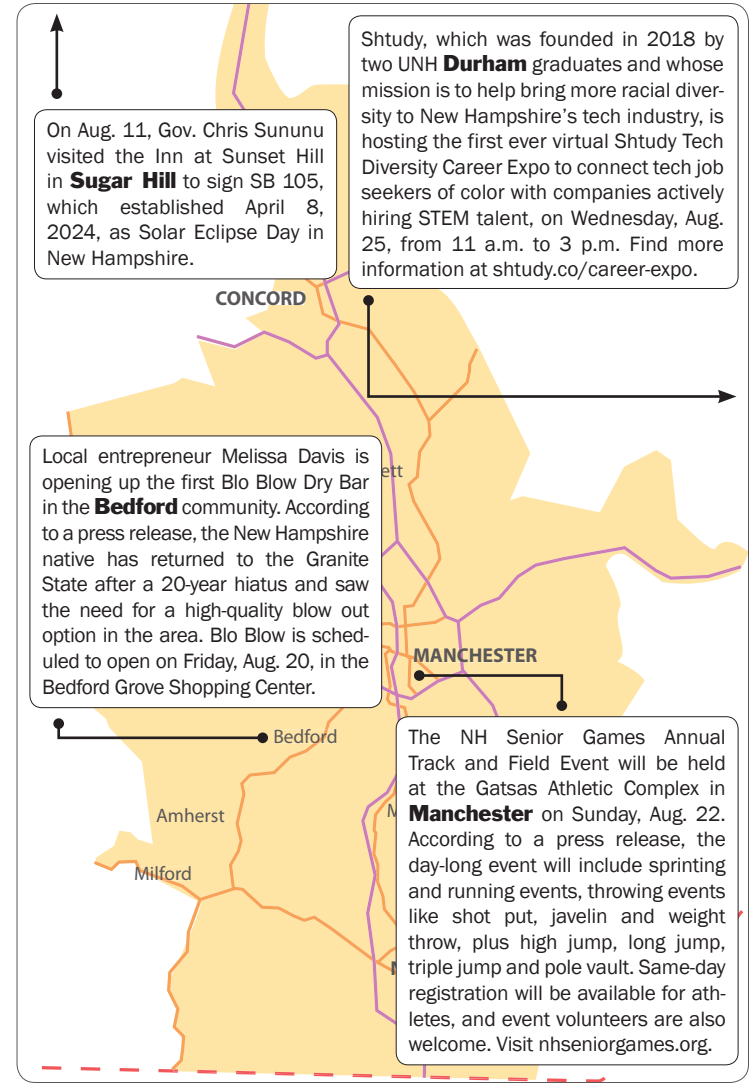 Shtudy, which was founded in 2018 by
two UNH Durham graduates and whose
mission is to help bring more racial diver-
sity to New Hampshire's tech industry, is
hosting the first ever virtual Shtudy Tech
Diversity Career Expo to connect tech job
seekers of color with companies actively
hiring STEM talent, on Wednesday, Aug.
25, from 11 a.m. to 3 p.m. Find more
information at shtudy.co/career-expo.
On Aug. 11, Gov. Chris Sununu
visited the Inn at Sunset Hill
in Sugar Hill to sign SB 105,
which established April 8,
2024, as Solar Eclipse Day in
New Hampshire.
CONCORD
Local entrepreneur Melissa Davis is
opening up the first Blo Blow Dry Bar
in the Bedford community. According
to a press release, the New Hampshire
native has returned to the Granite
State after a 20-year hiatus and saw
the need for a high-quality blow out
option in the area. Blo Blow is sched-
uled to open on Friday, Aug. 20, in the
Bedford Grove Shopping Center.
ett
MANCHESTER
Bedford
Amherst
Milford
The NH Senior Games Annual
Track and Field Event will be held
at the Gatsas Athletic Complex in
Manchester on Sunday, Aug. 22.
According to a press release, the
day-long event will include sprinting
and running events, throwing events
like shot put, javelin and weight
throw, plus high jump, long jump,
triple jump and pole vault. Same-day
registration will be available for ath-
letes, and event volunteers are also
welcome. Visit nhseniorgames.org.